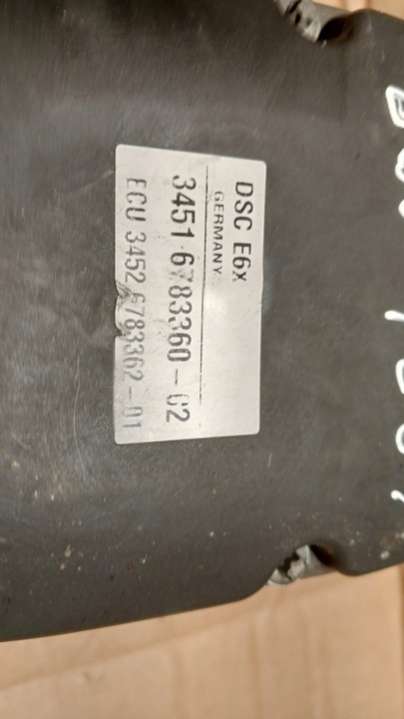 DSC E6x
GERMANY
3451 6783360-02
ECU 3452 6783362-01